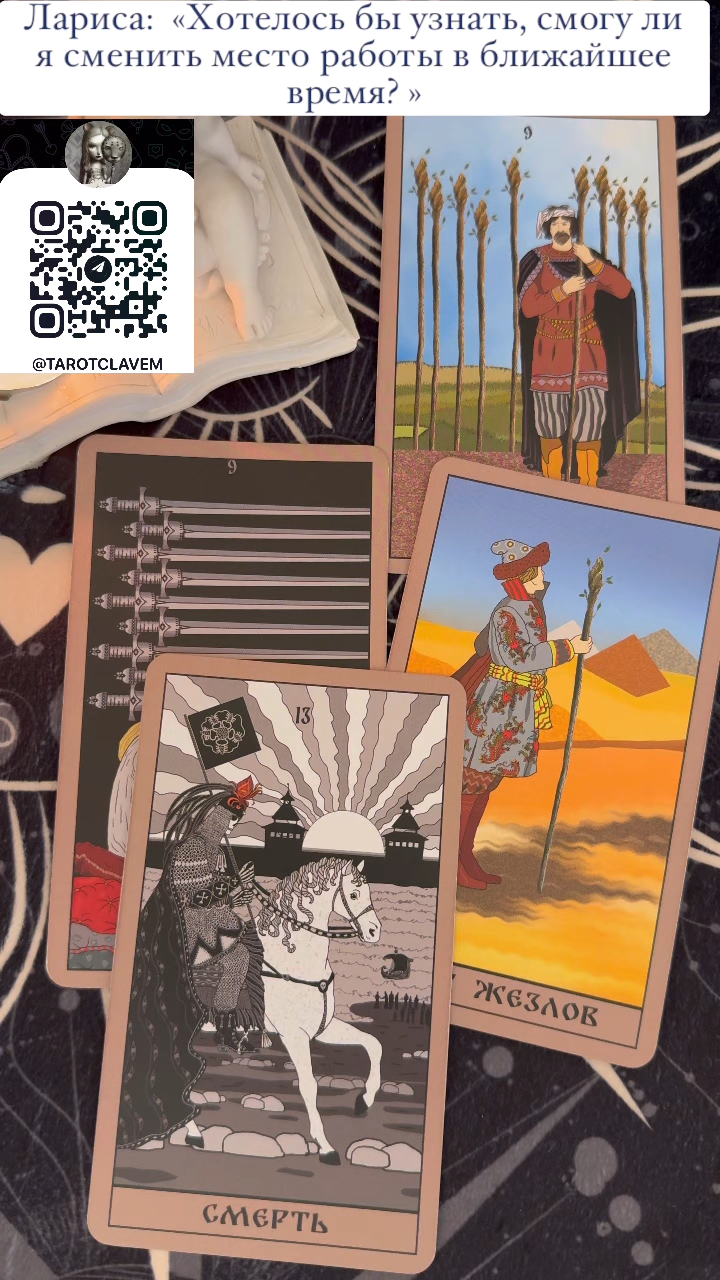 Лариса: «Хотелось бы узнать, смогу ли
я сменить место работы в ближайшее
время? »
@TAROTCLAVEM
9
9
13
ЖЕЗЛОВ
СМЕРТЬ